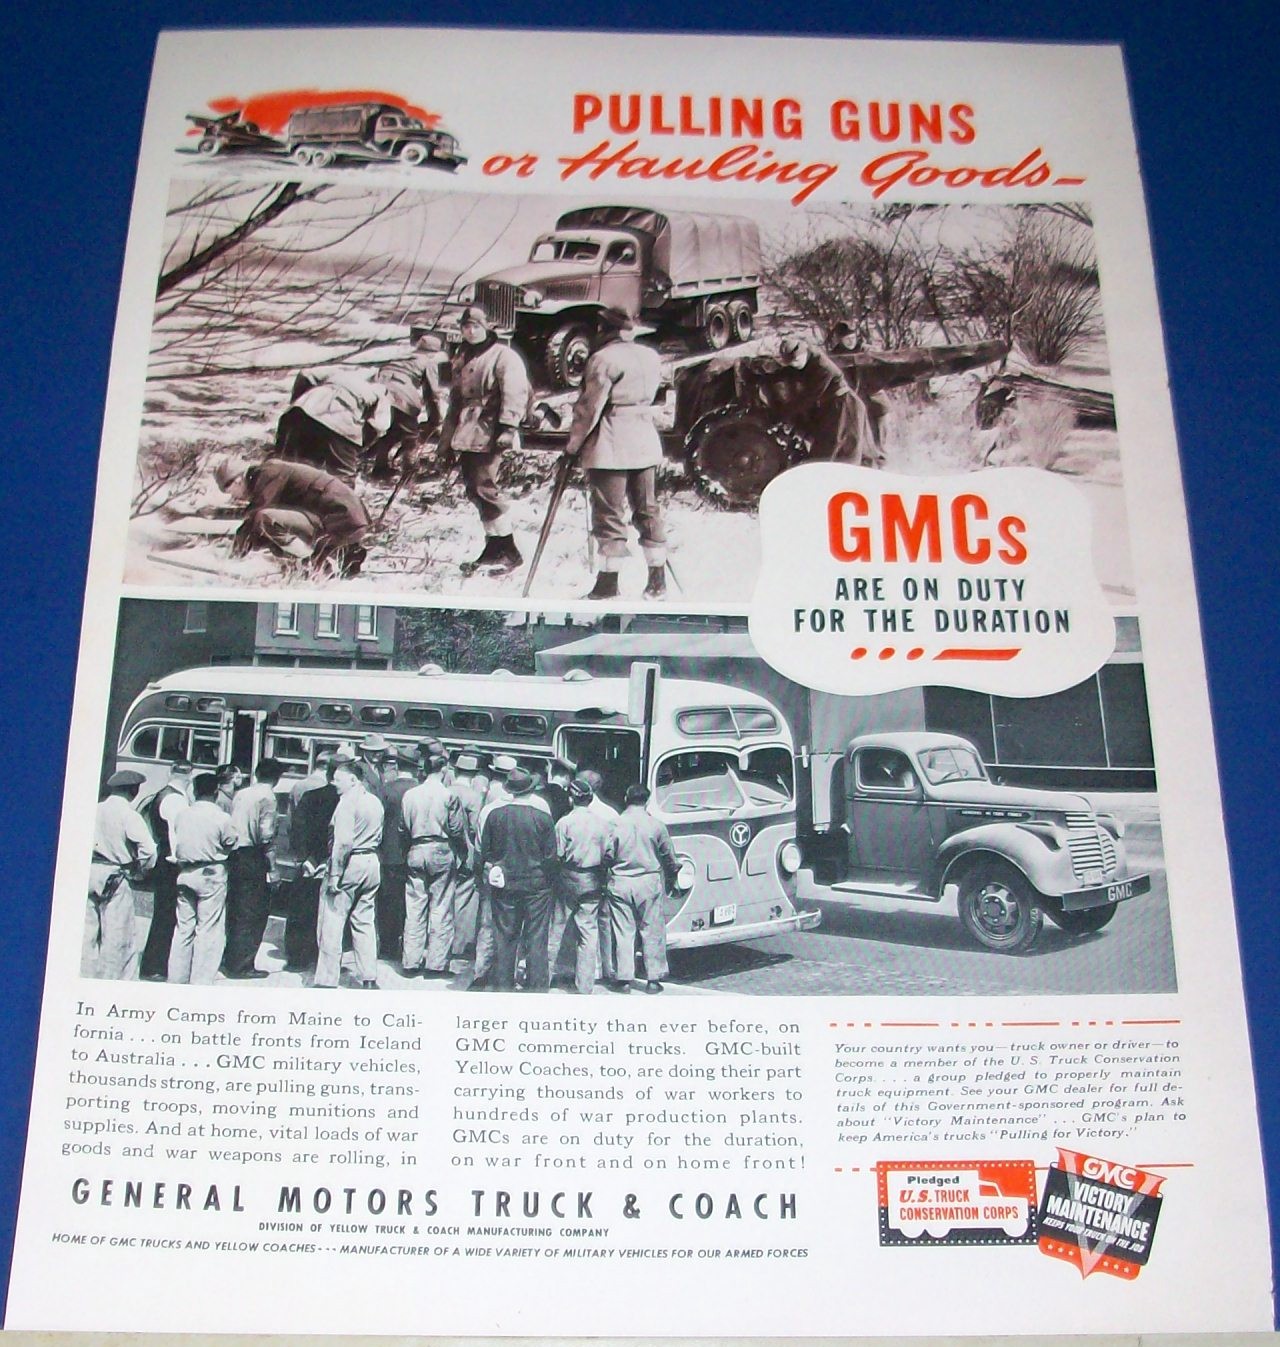 PULLING GUNS
or Hauling Goods—
GMCs
ARE ON DUTY
FOR THE DURATION
GMC
In Army Camps from Maine to Cali-
fornia . . . on battle fronts from Iceland
to Australia . . . GMC military vehicles,
thousands strong, are pulling guns, trans-
porting troops, moving munitions and
supplies. And at home, vital loads of war
goods and war weapons are rolling, in
larger quantity than ever before, on
GMC commercial trucks. GMC-built
Yellow Coaches, too, are doing their part
carrying thousands of war workers to
hundreds of war production plants.
GMCs are on duty for the duration,
on war front and on home front!
Your country wants you—truck owner or driver—to
become a member of the U. S. Truck Conservation
Corps. . . . a group pledged to properly maintain
truck equipment. See your GMC dealer for full de-
tails of this Government-sponsored program. Ask
about "Victory Maintenance" . . . GMC's plan to
keep America's trucks "Pulling for Victory."
GENERAL MOTORS TRUCK & COACH
DIVISION OF YELLOW TRUCK & COACH MANUFACTURING COMPANY
HOME OF GMC TRUCKS AND YELLOW COACHES - - - MANUFACTURER OF A WIDE VARIETY OF MILITARY VEHICLES FOR OUR ARMED FORCES
Pledged
U.S. TRUCK
CONSERVATION CORPS
GMC
VICTORY
MAINTENANCE
KEEPS YOUR TRUCK ON THE JOB